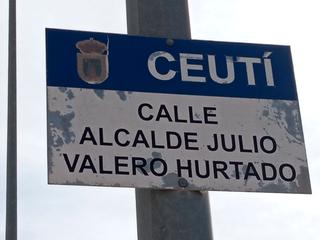 CEUTÍ
CALLE
ALCALDE JULIO
VALERO HURTADO